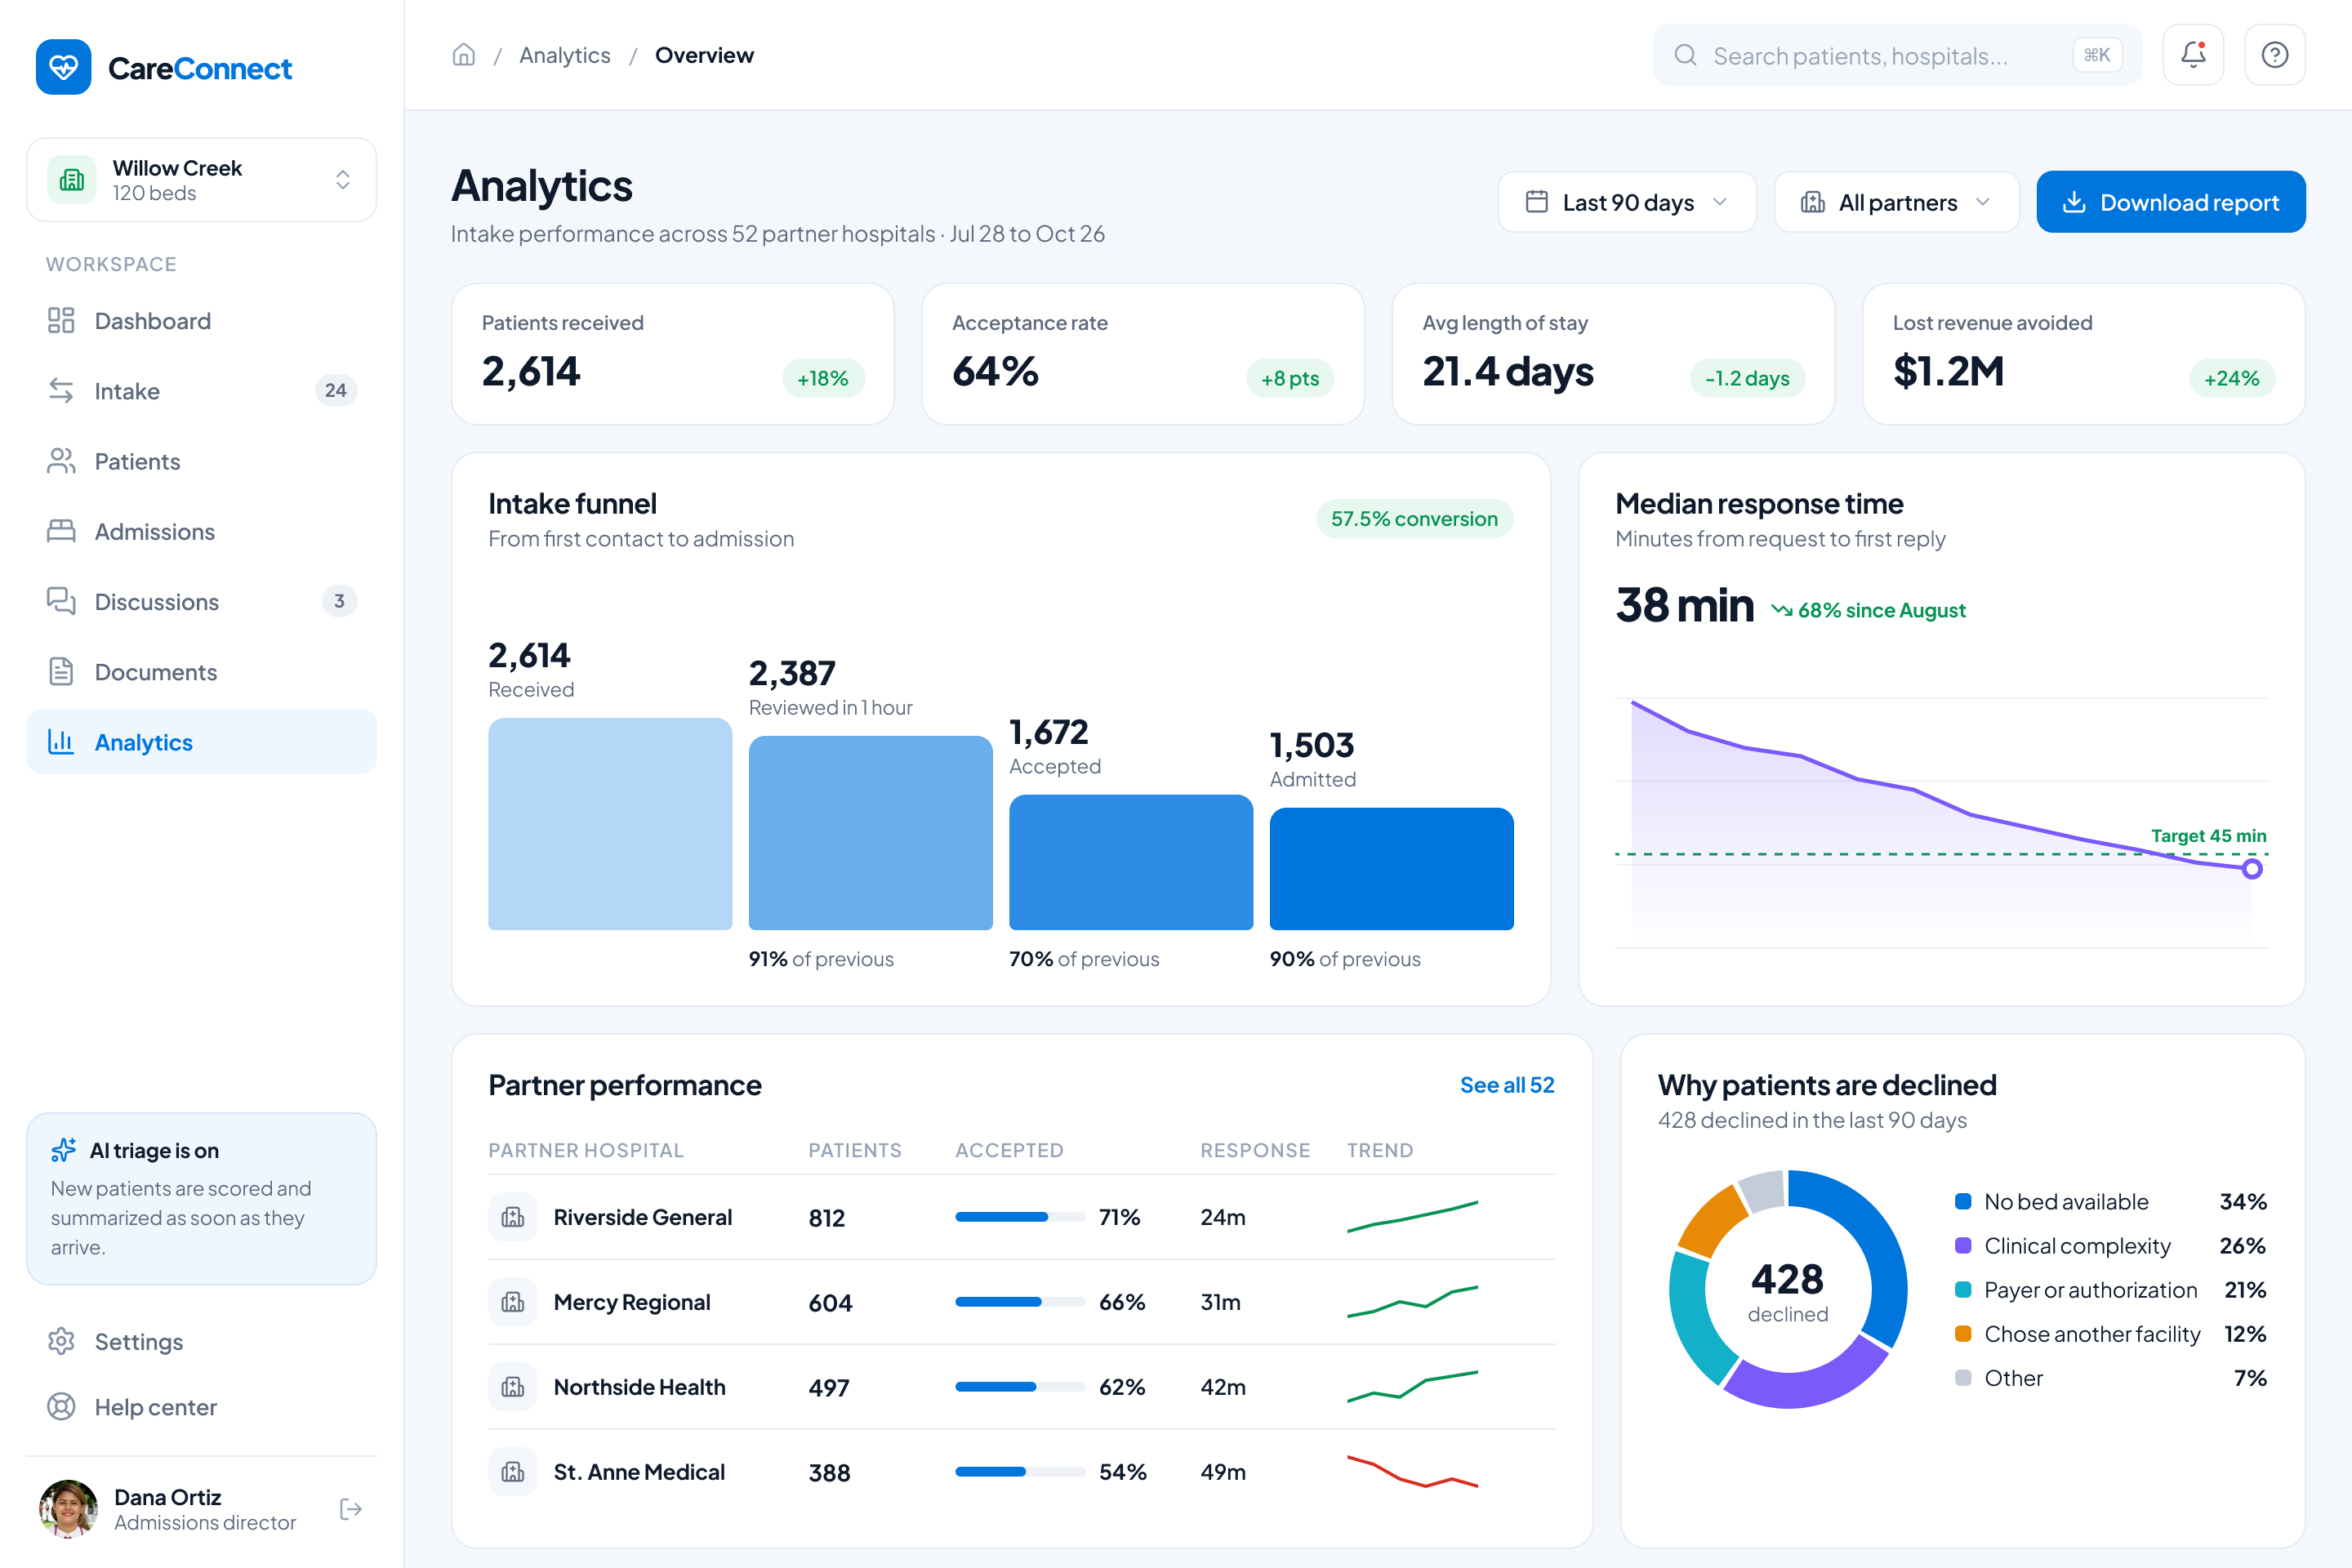 CareConnect
Willow Creek
120 beds
WORKSPACE
Dashboard
Intake 24
Patients
Admissions
Discussions 3
Documents
Analytics
AI triage is on
New patients are scored and
summarized as soon as they
arrive.
Settings
Help center
Dana Ortiz
Admissions director
/ Analytics / Overview
Search patients, hospitals... ⌘K
Analytics
Intake performance across 52 partner hospitals · Jul 28 to Oct 26
Last 90 days
All partners
Download report
Patients received
2,614 +18%
Acceptance rate
64% +8 pts
Avg length of stay
21.4 days -1.2 days
Lost revenue avoided
$1.2M +24%
Intake funnel
From first contact to admission
57.5% conversion
2,614
Received
2,387
Reviewed in 1 hour
91% of previous
1,672
Accepted
70% of previous
1,503
Admitted
90% of previous
Median response time
Minutes from request to first reply
38 min 68% since August
Target 45 min
Partner performance
See all 52
PARTNER HOSPITAL PATIENTS ACCEPTED RESPONSE TREND
Riverside General 812 71% 24m
Mercy Regional 604 66% 31m
Northside Health 497 62% 42m
St. Anne Medical 388 54% 49m
Why patients are declined
428 declined in the last 90 days
428
declined
No bed available 34%
Clinical complexity 26%
Payer or authorization 21%
Chose another facility 12%
Other 7%